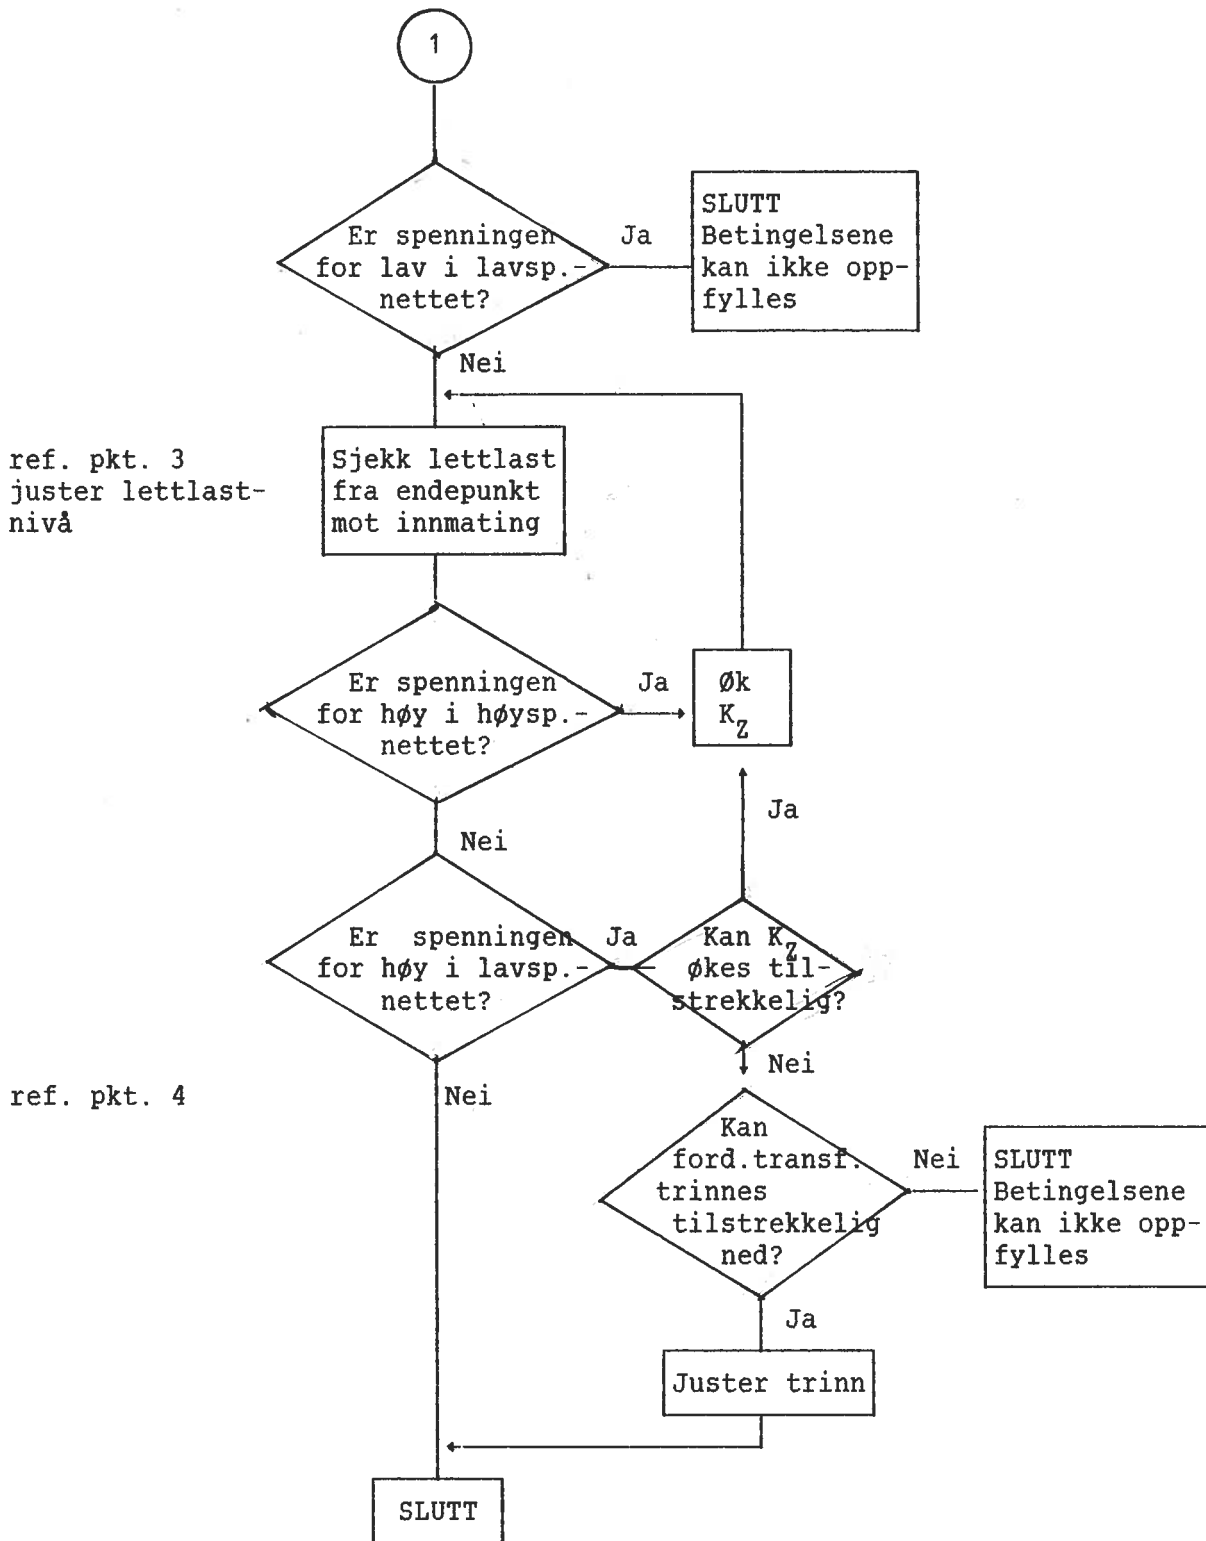 1
Er spenningen
for lav i lavsp.-
nettet?
Ja
SLUTT
Betingelsene
kan ikke opp-
fylles
Nei
ref. pkt. 3
juster lettlast-
nivå
Sjekk lettlast
fra endepunkt
mot innmating
Er spenningen
for høy i høysp.-
nettet?
Ja
Øk
K_Z
Ja
Nei
Er spenningen
for høy i lavsp.-
nettet?
Ja
Kan K_Z
økes til-
strekkelig?
Nei
ref. pkt. 4
Nei
Kan
ford.transf.
trinnes
tilstrekkelig
ned?
Nei
SLUTT
Betingelsene
kan ikke opp-
fylles
Ja
Juster trinn
SLUTT